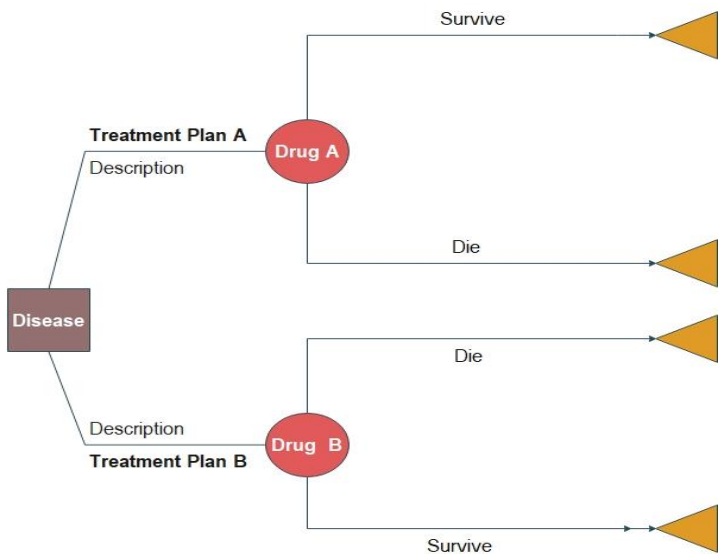 Survive
Treatment Plan A
Description
Drug A
Die
Disease
Die
Description
Treatment Plan B
Drug B
Survive